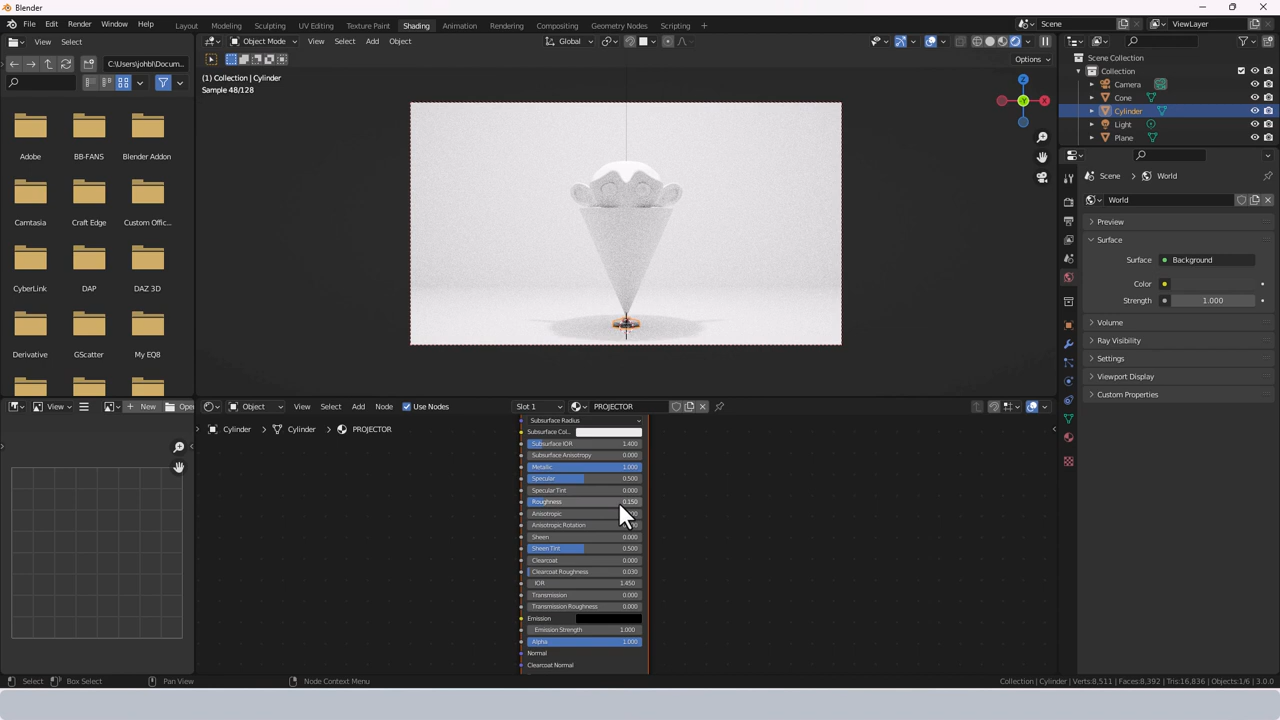 Blender
File Edit Render Window Help
Layout Modeling Sculpting UV Editing Texture Paint Shading Animation Rendering Compositing Geometry Nodes Scripting +
Scene ViewLayer
View Select
Object Mode View Select Add Object Global
C:\Users\johbl\Docum...
Options
(1) Collection | Cylinder
Sample 48/128
Z
Y
X
Adobe BB-FANS Blender Addon
Camtasia Craft Edge Custom Offic...
CyberLink DAP DAZ 3D
Derivative GScatter My EQ8
Scene Collection
Collection
Camera
Cone
Cylinder
Light
Plane
Scene > World
World
Preview
Surface
Surface Background
Color
Strength 1.000
Volume
Ray Visibility
Settings
Viewport Display
Custom Properties
View + New Open
Object View Select Add Node Use Nodes Slot 1 PROJECTOR
Cylinder > Cylinder > PROJECTOR
Subsurface Radius
Subsurface Col...
Subsurface IOR 1.400
Subsurface Anisotropy 0.000
Metallic 1.000
Specular 0.500
Specular Tint 0.000
Roughness 0.150
Anisotropic
Anisotropic Rotation
Sheen 0.000
Sheen Tint 0.500
Clearcoat 0.000
Clearcoat Roughness 0.030
IOR 1.450
Transmission 0.000
Transmission Roughness 0.000
Emission
Emission Strength 1.000
Alpha 1.000
Normal
Clearcoat Normal
Select Box Select Pan View Node Context Menu
Collection | Cylinder | Verts:8,511 | Faces:8,392 | Tris:16,836 | Objects:1/6 | 3.0.0